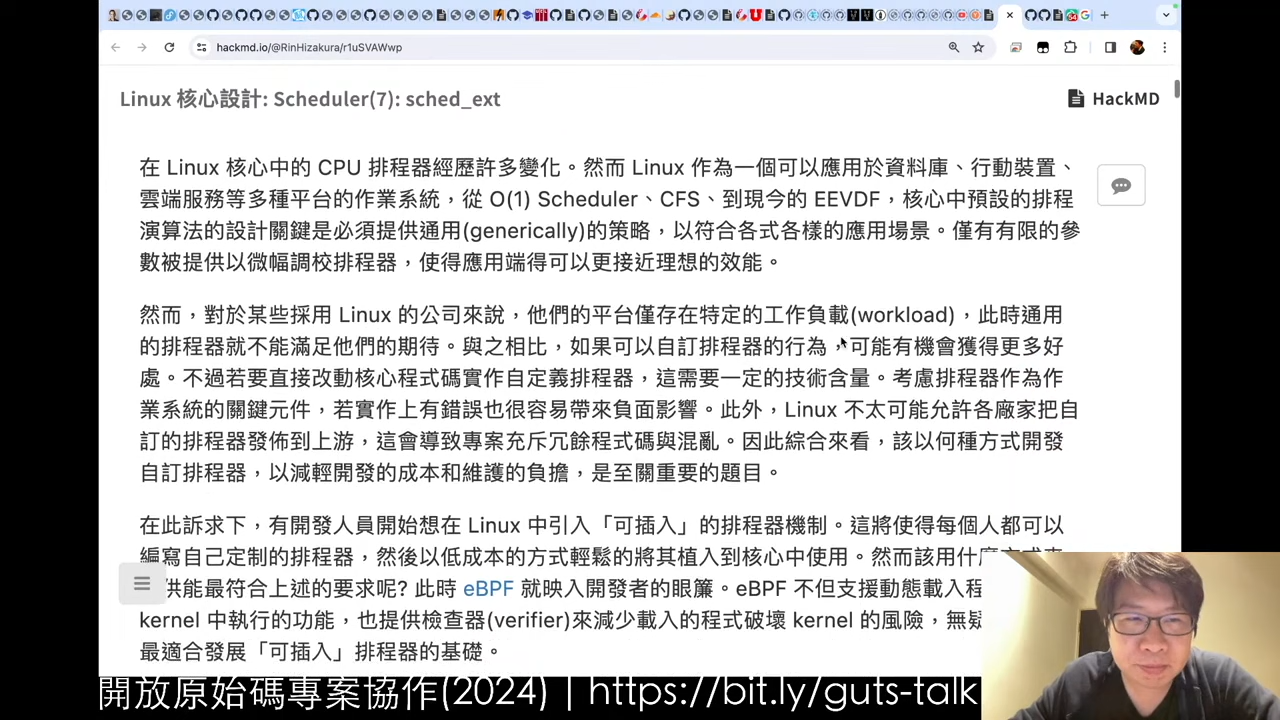 hackmd.io/@RinHizakura/r1uSVAWwp
Linux 核心設計: Scheduler(7): sched_ext
HackMD
在 Linux 核心中的 CPU 排程器經歷許多變化。然而 Linux 作為一個可以應用於資料庫、行動裝置、
雲端服務等多種平台的作業系統，從 O(1) Scheduler、CFS、到現今的 EEVDF，核心中預設的排程
演算法的設計關鍵是必須提供通用(generically)的策略，以符合各式各樣的應用場景。僅有有限的參
數被提供以微幅調校排程器，使得應用端得可以更接近理想的效能。
然而，對於某些採用 Linux 的公司來說，他們的平台僅存在特定的工作負載(workload)，此時通用
的排程器就不能滿足他們的期待。與之相比，如果可以自訂排程器的行為，可能有機會獲得更多好
處。不過若要直接改動核心程式碼實作自定義排程器，這需要一定的技術含量。考慮排程器作為作
業系統的關鍵元件，若實作上有錯誤也很容易帶來負面影響。此外，Linux 不太可能允許各廠家把自
訂的排程器發佈到上游，這會導致專案充斥冗餘程式碼與混亂。因此綜合來看，該以何種方式開發
自訂排程器，以減輕開發的成本和維護的負擔，是至關重要的題目。
在此訴求下，有開發人員開始想在 Linux 中引入「可插入」的排程器機制。這將使得每個人都可以
編寫自己定制的排程器，然後以低成本的方式輕鬆的將其植入到核心中使用。然而該用什
供能最符合上述的要求呢? 此時 eBPF 就映入開發者的眼簾。eBPF 不但支援動態載入程
kernel 中執行的功能，也提供檢查器(verifier)來減少載入的程式破壞 kernel 的風險，無疑
最適合發展「可插入」排程器的基礎。
開放原始碼專案協作(2024) | https://bit.ly/guts-talk